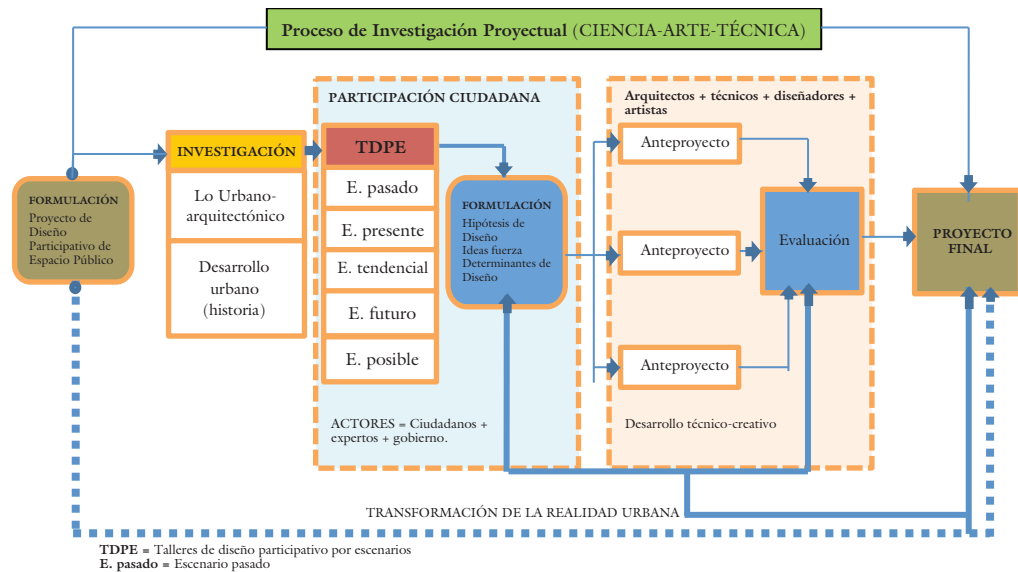 Proceso de Investigación Proyectual (CIENCIA-ARTE-TÉCNICA)
FORMULACIÓN
Proyecto de
Diseño
Participativo de
Espacio Público
INVESTIGACIÓN
Lo Urbano-
arquitectónico
Desarrollo
urbano
(historia)
PARTICIPACIÓN CIUDADANA
TDPE
E. pasado
E. presente
E. tendencial
E. futuro
E. posible
FORMULACIÓN
Hipótesis de
Diseño
Ideas fuerza
Determinantes de
Diseño
ACTORES = Ciudadanos +
expertos + gobierno.
Arquitectos + técnicos + diseñadores +
artistas
Anteproyecto
Anteproyecto
Anteproyecto
Evaluación
Desarrollo técnico-creativo
PROYECTO
FINAL
TRANSFORMACIÓN DE LA REALIDAD URBANA
TDPE = Talleres de diseño participativo por escenarios
E. pasado = Escenario pasado